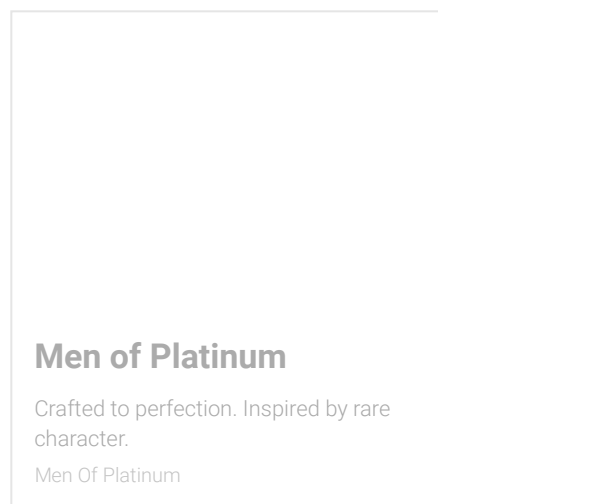 Men of Platinum
Crafted to perfection. Inspired by rare
character.
Men Of Platinum